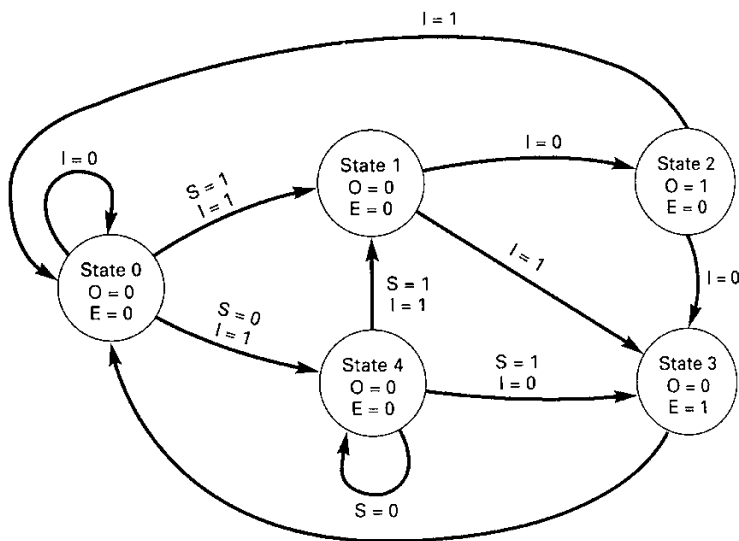 I = 1
I = 0
S = 1
I = 1
State 1
O = 0
E = 0
I = 0
State 2
O = 1
E = 0
State 0
O = 0
E = 0
S = 0
I = 1
S = 1
I = 1
I = 1
I = 0
State 4
O = 0
E = 0
S = 1
I = 0
State 3
O = 0
E = 1
S = 0